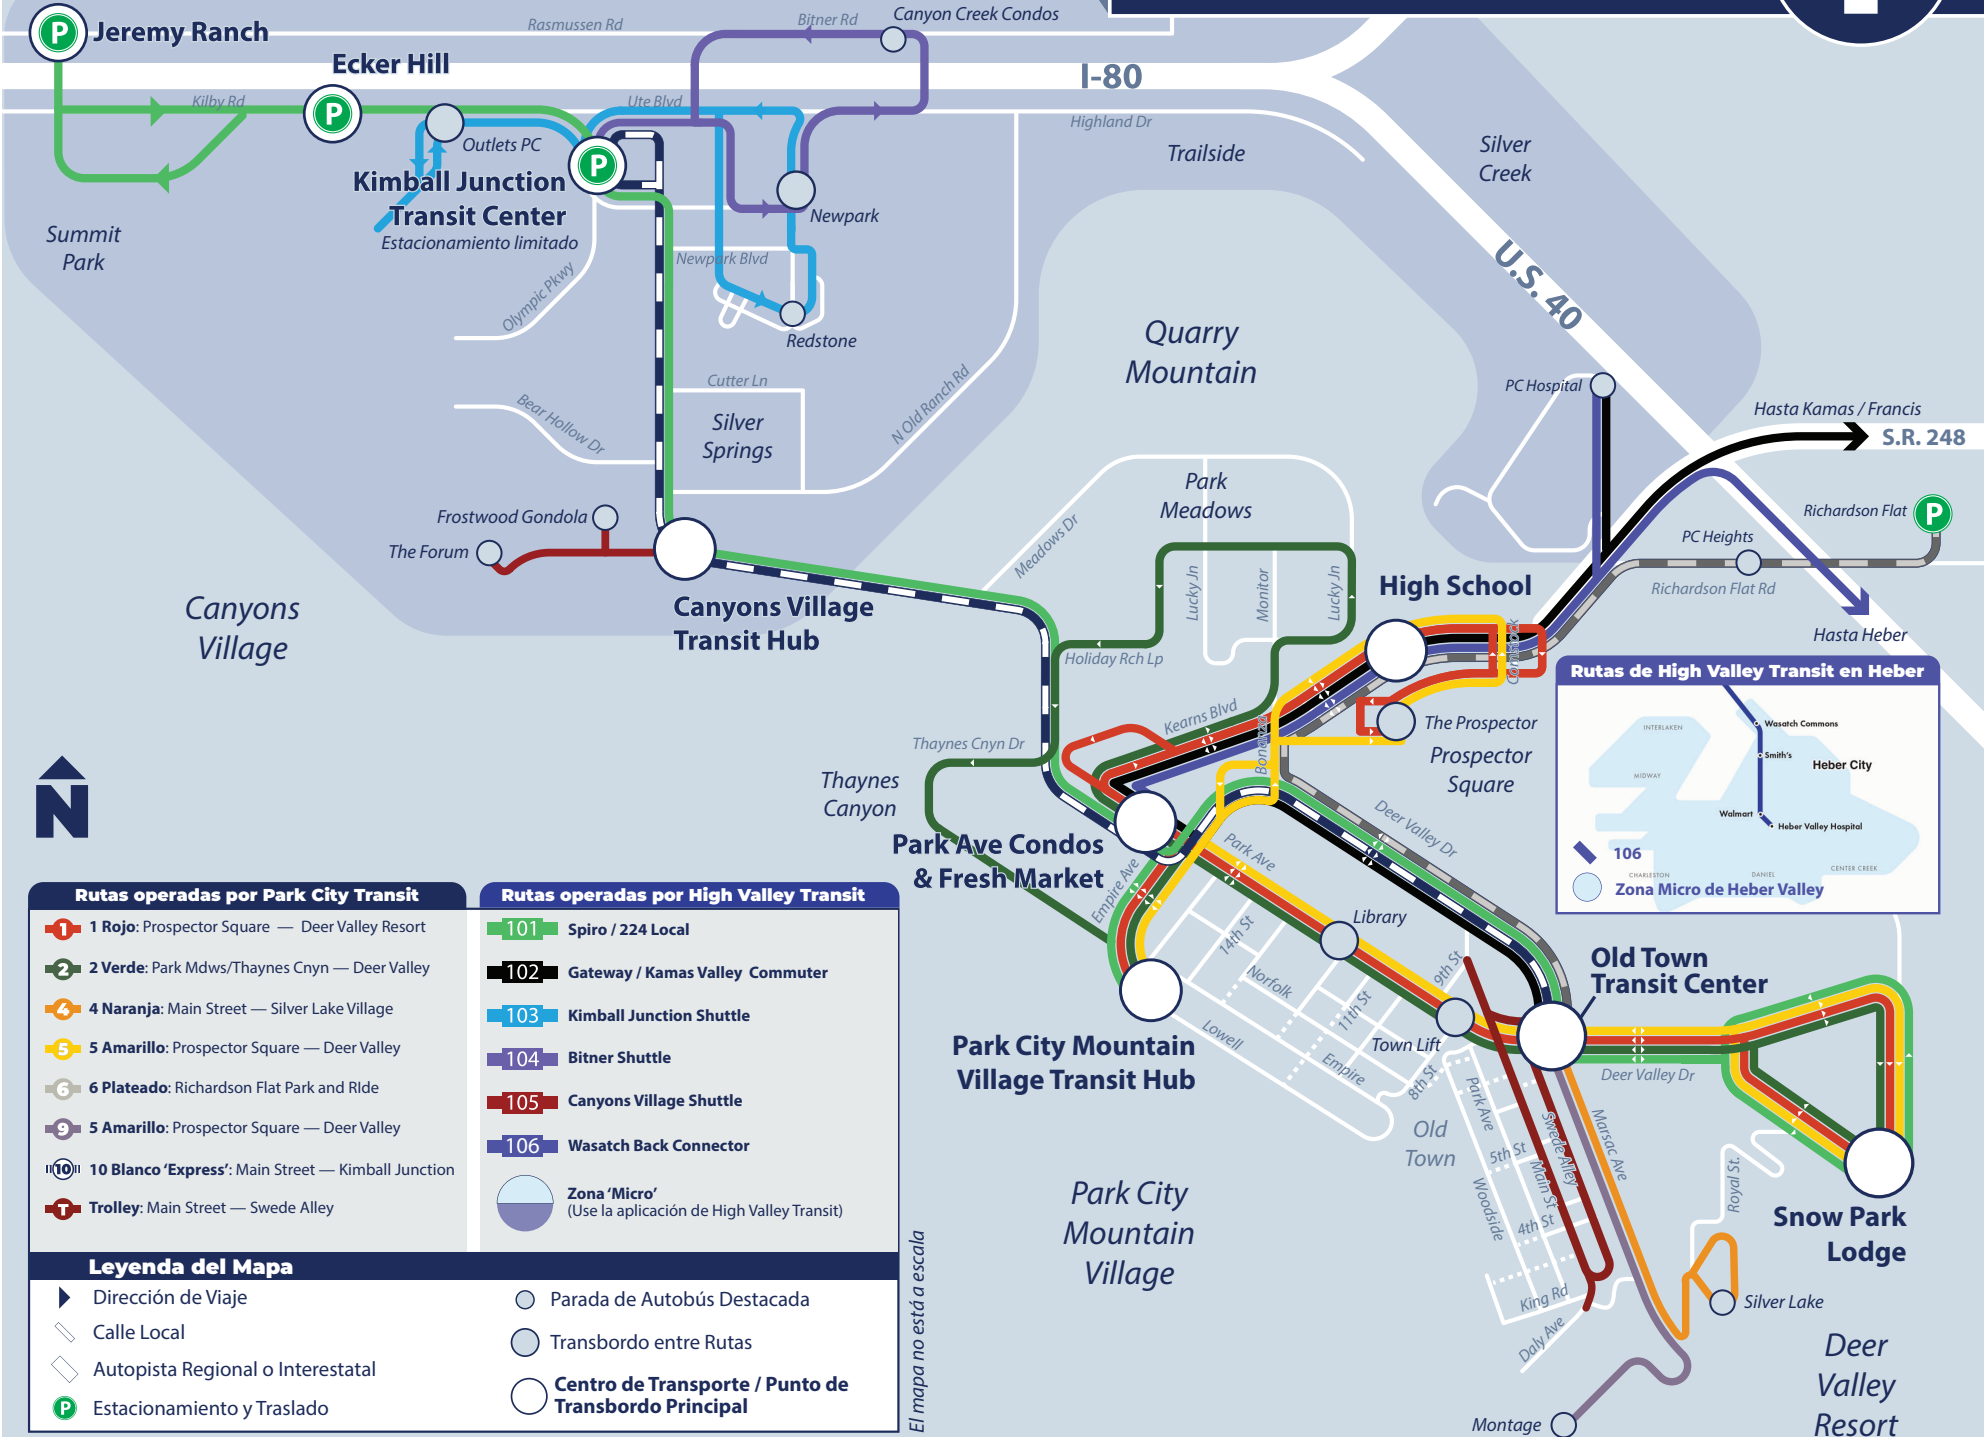 Jeremy Ranch
P
Rasmussen Rd
Bitner Rd
Canyon Creek Condos
Ecker Hill
I-80
Kilby Rd
P
Ute Blvd
Highland Dr
Outlets PC
P
Trailside
Silver
Creek
Kimball Junction
Transit Center
Estacionamiento limitado
Newpark
Summit
Park
Newpark Blvd
U.S. 40
Olympic Pkwy
Redstone
Quarry
Mountain
Cutter Ln
Silver
Springs
Bear Hollow Dr
N Old Ranch Rd
PC Hospital
Hasta Kamas / Francis
S.R. 248
Park
Meadows
Frostwood Gondola
The Forum
Meadows Dr
Richardson Flat
P
PC Heights
Richardson Flat Rd
Lucky Jn
Monitor
Lucky Jn
High School
Canyons
Village
Canyons Village
Transit Hub
Hasta Heber
Holiday Rch Lp
Comstock
Kearns Blvd
Bonanza
The Prospector
Prospector
Square
Thaynes Cnyn Dr
Thaynes
Canyon
Rutas de High Valley Transit en Heber
INTERLAKEN
Wasatch Commons
Smith's
Heber City
MIDWAY
Walmart
Heber Valley Hospital
106
CHARLESTON
DANIEL
CENTER CREEK
Zona Micro de Heber Valley
N
Park Ave Condos
& Fresh Market
Deer Valley Dr
Park Ave
Empire Ave
Library
14th St
Norfolk
11th St
9th St
Lowell
Empire
8th St
Town Lift
Old Town
Transit Center
Park City Mountain
Village Transit Hub
Deer Valley Dr
Old
Town
Park Ave
5th St
Main St
Swede Alley
Marsac Ave
Woodside
4th St
Royal St.
King Rd
Daly Ave
Snow Park
Lodge
Silver Lake
Park City
Mountain
Village
Deer
Valley
Resort
Montage
Rutas operadas por Park City Transit
1 1 Rojo: Prospector Square — Deer Valley Resort
2 2 Verde: Park Mdws/Thaynes Cnyn — Deer Valley
4 4 Naranja: Main Street — Silver Lake Village
5 5 Amarillo: Prospector Square — Deer Valley
6 6 Plateado: Richardson Flat Park and RIde
9 5 Amarillo: Prospector Square — Deer Valley
10 10 Blanco ‘Express’: Main Street — Kimball Junction
T Trolley: Main Street — Swede Alley
Rutas operadas por High Valley Transit
101 Spiro / 224 Local
102 Gateway / Kamas Valley Commuter
103 Kimball Junction Shuttle
104 Bitner Shuttle
105 Canyons Village Shuttle
106 Wasatch Back Connector
Zona ‘Micro’
(Use la aplicación de High Valley Transit)
Leyenda del Mapa
Dirección de Viaje
Calle Local
Autopista Regional o Interestatal
P Estacionamiento y Traslado
Parada de Autobús Destacada
Transbordo entre Rutas
Centro de Transporte / Punto de
Transbordo Principal
El mapa no está a escala